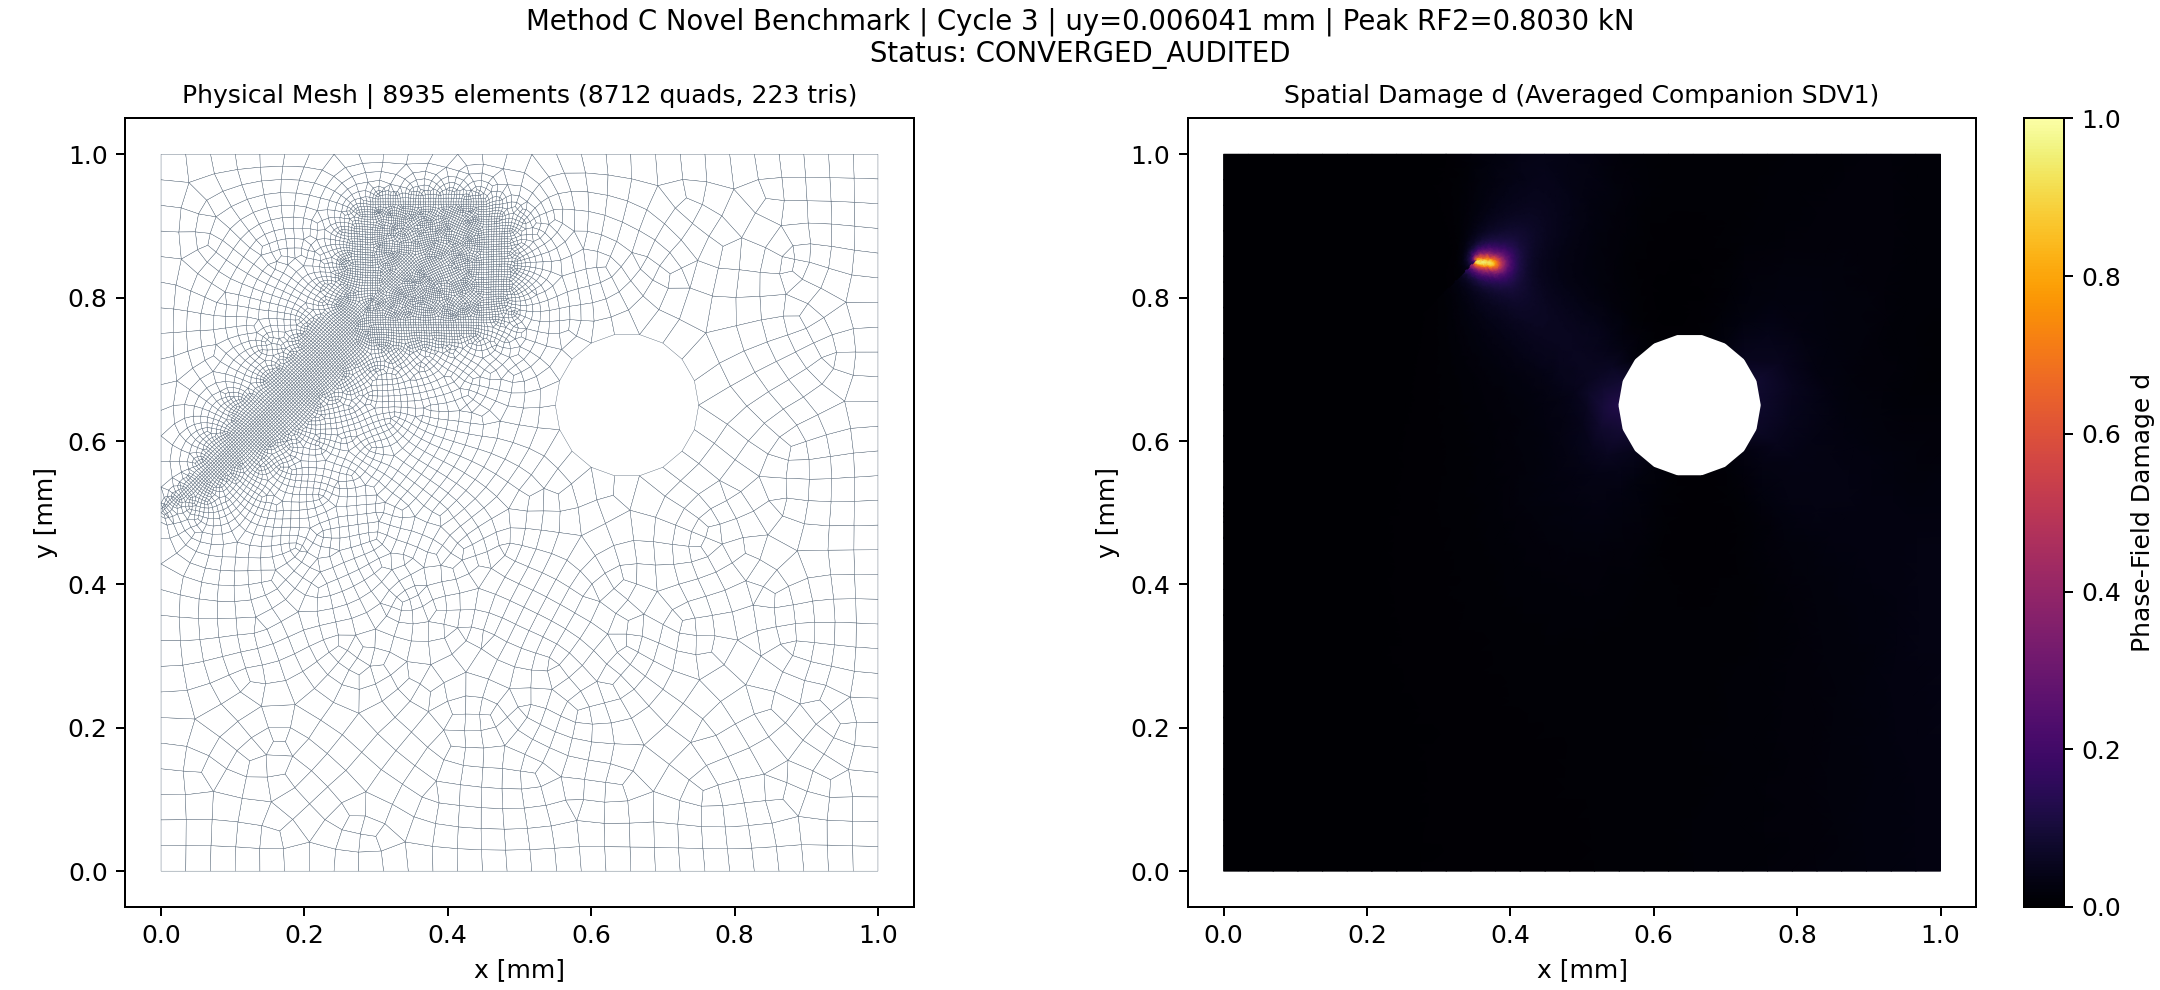 Method C Novel Benchmark | Cycle 3 | uy=0.006041 mm | Peak RF2=0.8030 kN
Status: CONVERGED_AUDITED
Physical Mesh | 8935 elements (8712 quads, 223 tris)
1.0
0.8
0.6
0.4
0.2
0.0
y [mm]
0.0 0.2 0.4 0.6 0.8 1.0
x [mm]
Spatial Damage d (Averaged Companion SDV1)
1.0
0.8
0.6
0.4
0.2
0.0
y [mm]
0.0 0.2 0.4 0.6 0.8 1.0
x [mm]
1.0
0.8
0.6
0.4
0.2
0.0
Phase-Field Damage d